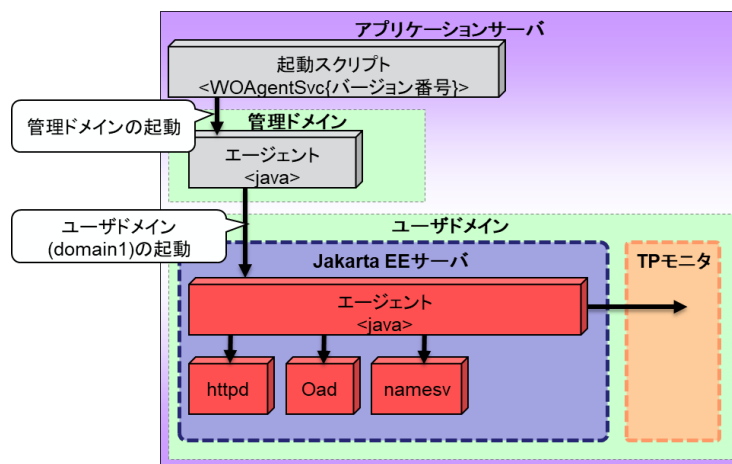 アプリケーションサーバ
起動スクリプト
<WOAgentSvc{バージョン番号}>
管理ドメインの起動
管理ドメイン
エージェント
<java>
ユーザドメイン
(domain1)の起動
ユーザドメイン
Jakarta EEサーバ
TPモニタ
エージェント
<java>
httpd
Oad
namesv